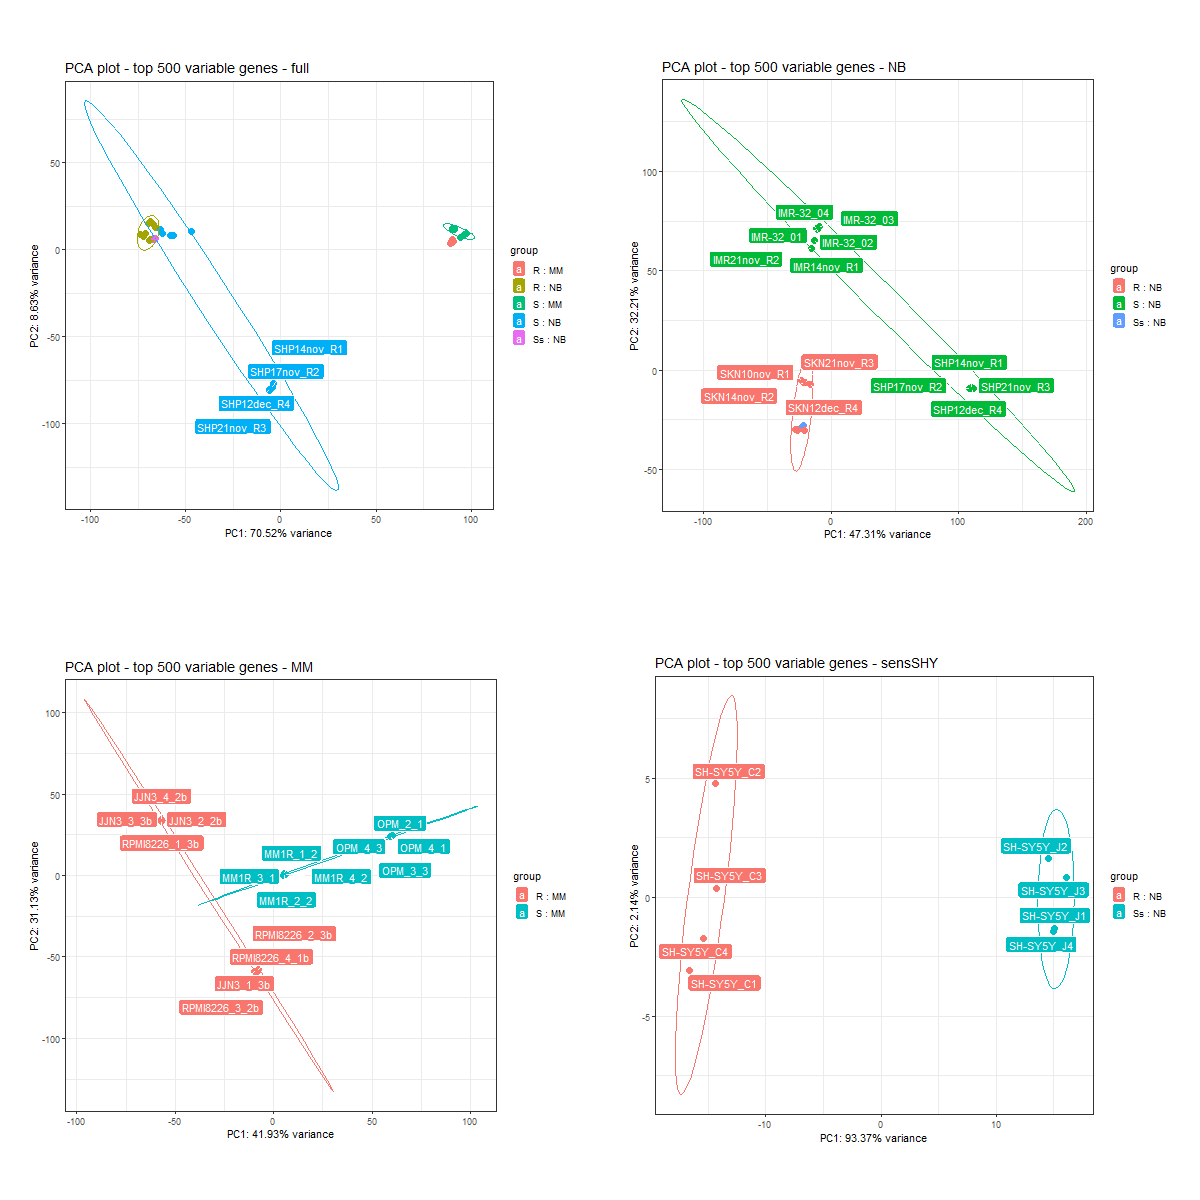 PCA plot - top 500 variable genes - full
50
0
-50
-100
PC2: 8.63% variance
SHP14nov_R1
SHP17nov_R2
SHP12dec_R4
SHP21nov_R3
-100
-50
0
50
100
PC1: 70.52% variance
group
a R : MM
a R : NB
a S : MM
a S : NB
a Ss : NB
PCA plot - top 500 variable genes - NB
100
50
0
-50
PC2: 32.21% variance
IMR-32_04
IMR-32_03
IMR-32_01
IMR-32_02
IMR21nov_R2
IMR14nov_R1
SKN21nov_R3
SHP14nov_R1
SKN10nov_R1
SHP17nov_R2
SHP21nov_R3
SKN14nov_R2
SKN12dec_R4
SHP12dec_R4
-100
0
100
200
PC1: 47.31% variance
group
a R : NB
a S : NB
a Ss : NB
PCA plot - top 500 variable genes - MM
100
50
0
-50
-100
PC2: 31.13% variance
JJN3_4_2b
JJN3_3_3b
JJN3_2_2b
OPM_2_1
RPMI8226_1_3b
OPM_4_3
OPM_4_1
MM1R_1_2
OPM_3_3
MM1R_3_1
MM1R_4_2
MM1R_2_2
RPMI8226_2_3b
RPMI8226_4_1b
JJN3_1_3b
RPMI8226_3_2b
-100
-50
0
50
100
PC1: 41.93% variance
group
a R : MM
a S : MM
PCA plot - top 500 variable genes - sensSHY
5
0
-5
PC2: 2.14% variance
SH-SY5Y_C2
SH-SY5Y_J2
SH-SY5Y_C3
SH-SY5Y_J3
SH-SY5Y_J1
SH-SY5Y_J4
SH-SY5Y_C4
SH-SY5Y_C1
-10
0
10
PC1: 93.37% variance
group
a R : NB
a Ss : NB